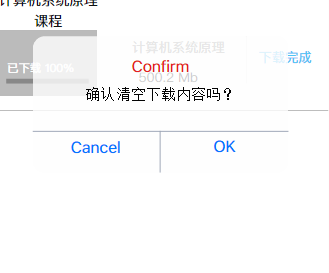 计算机系统原理
课程
计算机系统原理
已下载 100%
下载完成
500.2 Mb
Confirm
确认清空下载内容吗？
Cancel
OK